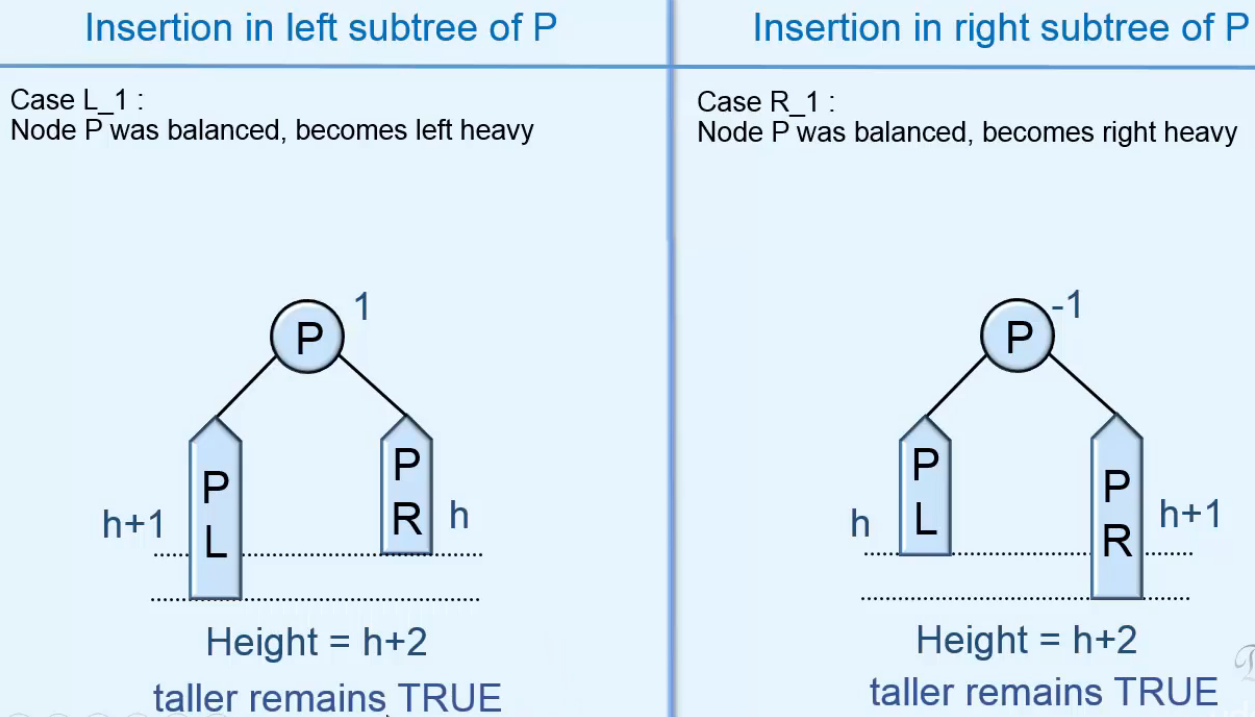 Insertion in left subtree of P
Case L_1 :
Node P was balanced, becomes left heavy
P
1
P
L
P
R
h+1
h
Height = h+2
taller remains TRUE
Insertion in right subtree of P
Case R_1 :
Node P was balanced, becomes right heavy
P
-1
P
L
P
R
h
h+1
Height = h+2
taller remains TRUE